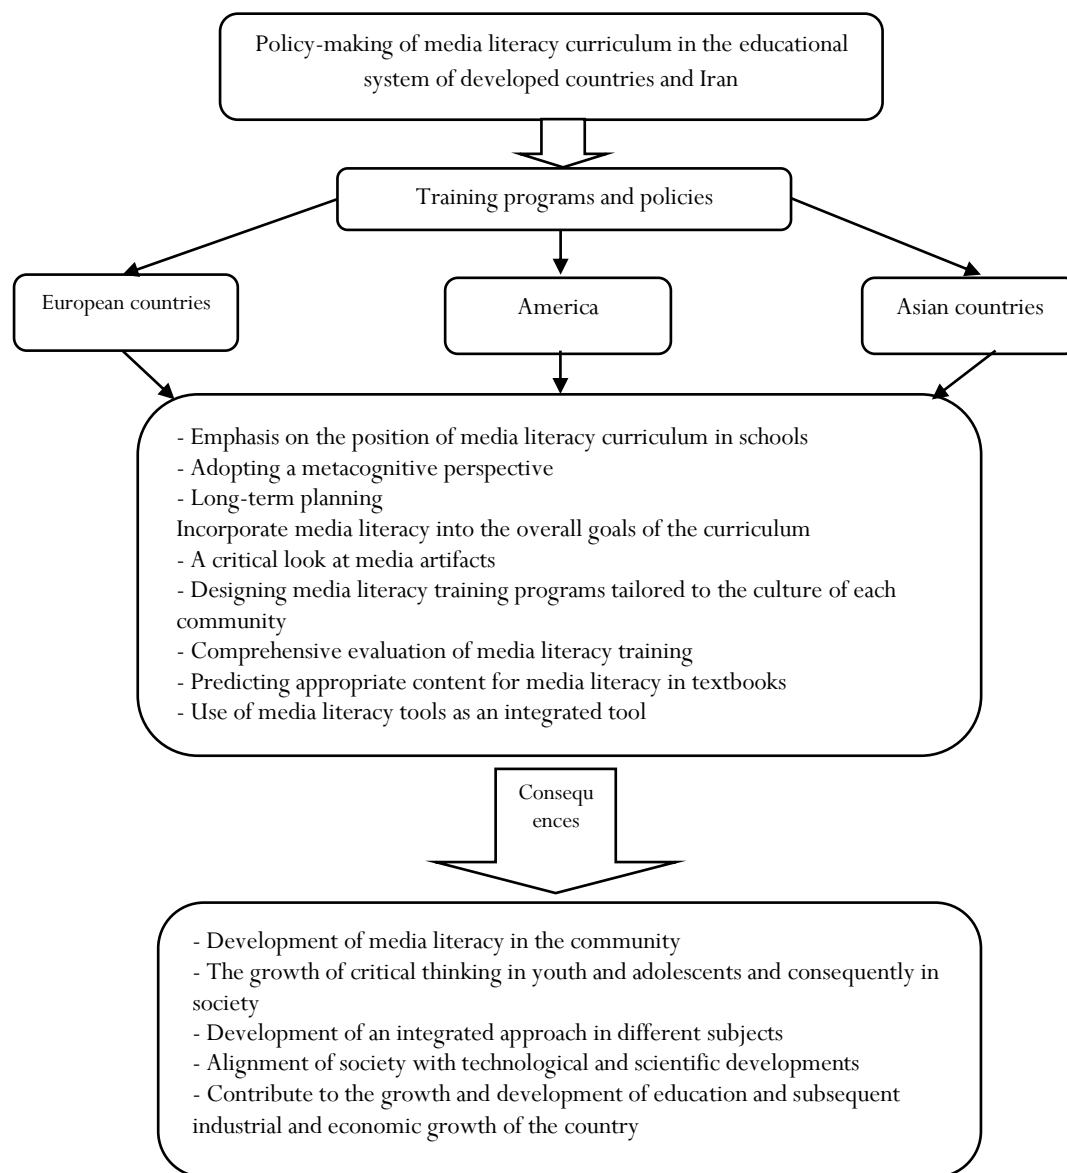 Policy-making of media literacy curriculum in the educational
system of developed countries and Iran
Training programs and policies
European countries
America
Asian countries
- Emphasis on the position of media literacy curriculum in schools
- Adopting a metacognitive perspective
- Long-term planning
Incorporate media literacy into the overall goals of the curriculum
- A critical look at media artifacts
- Designing media literacy training programs tailored to the culture of each
community
- Comprehensive evaluation of media literacy training
- Predicting appropriate content for media literacy in textbooks
- Use of media literacy tools as an integrated tool
Consequ
ences
- Development of media literacy in the community
- The growth of critical thinking in youth and adolescents and consequently in
society
- Development of an integrated approach in different subjects
- Alignment of society with technological and scientific developments
- Contribute to the growth and development of education and subsequent
industrial and economic growth of the country